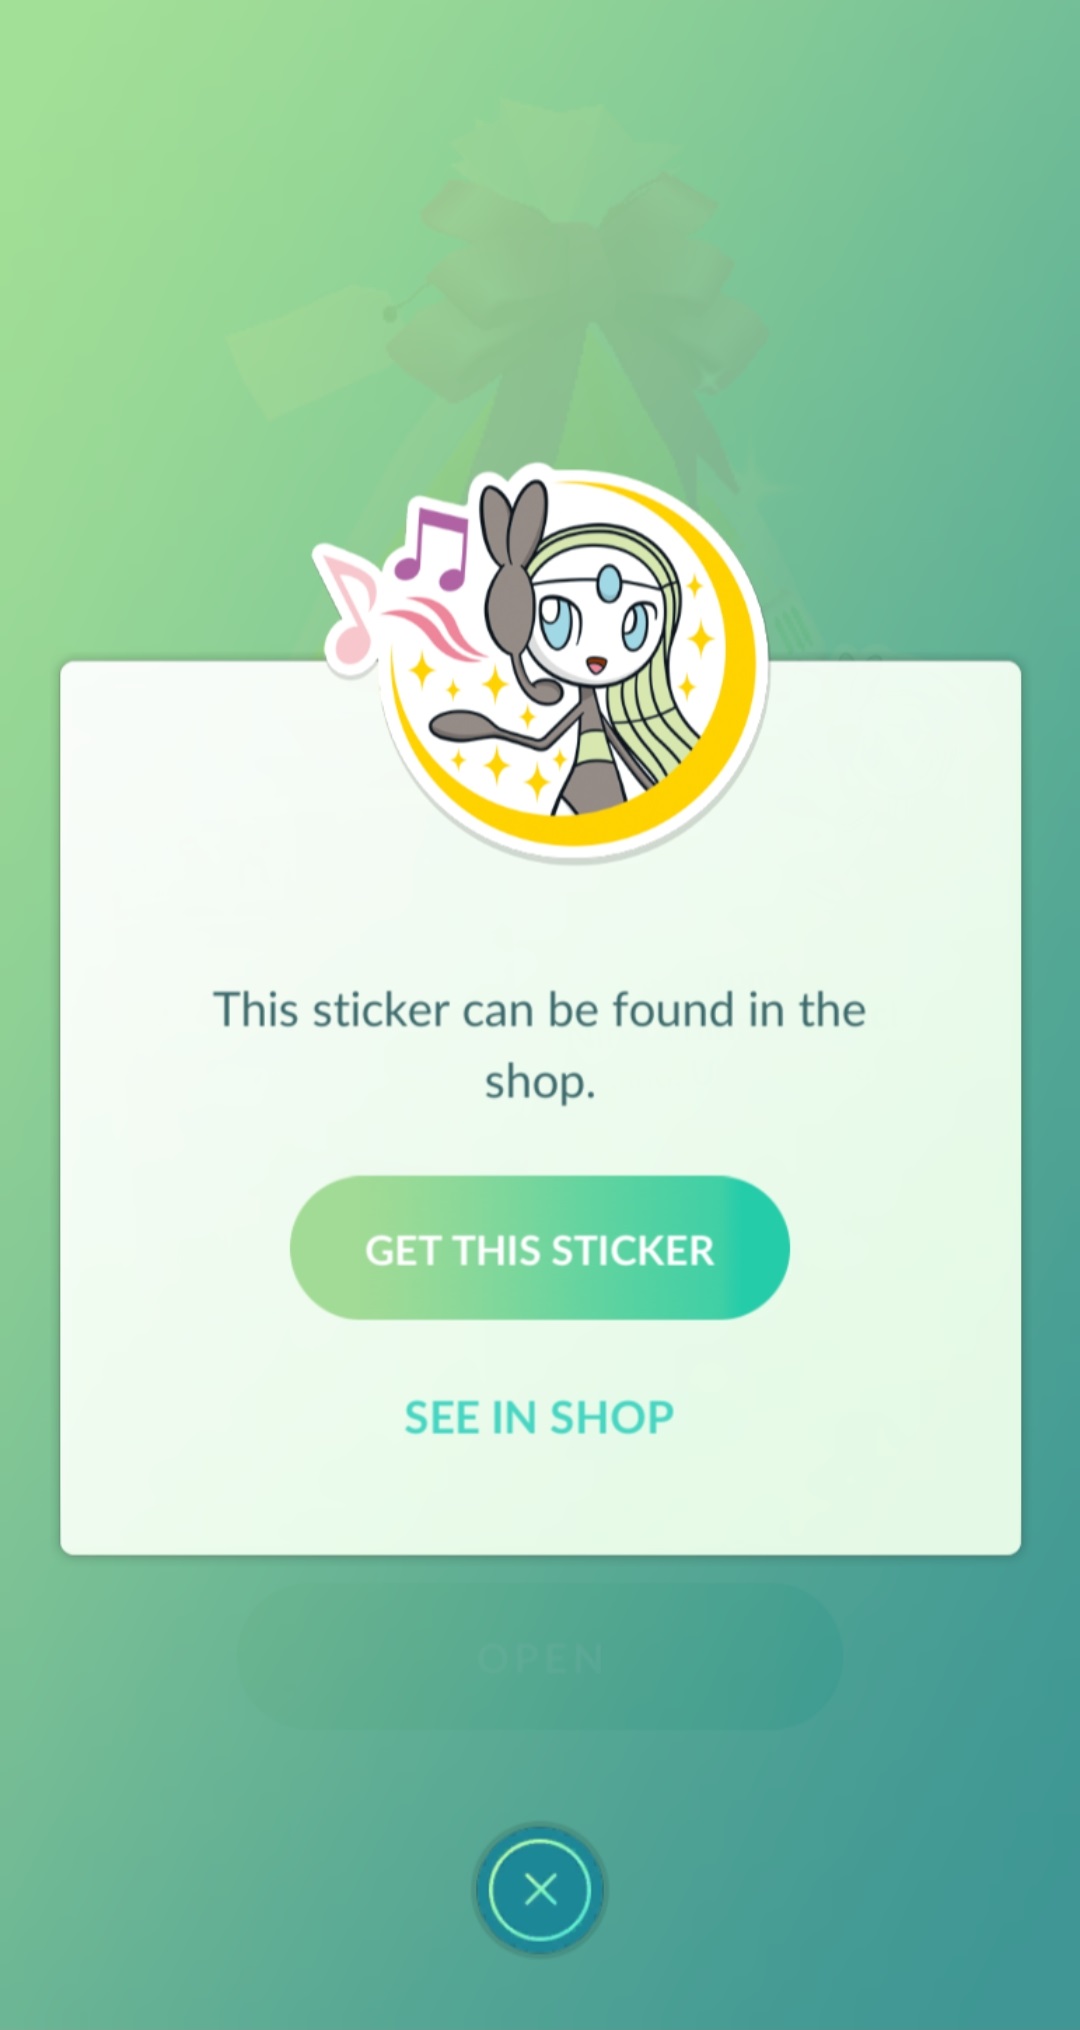 This sticker can be found in the
shop.
GET THIS STICKER
SEE IN SHOP
OPEN